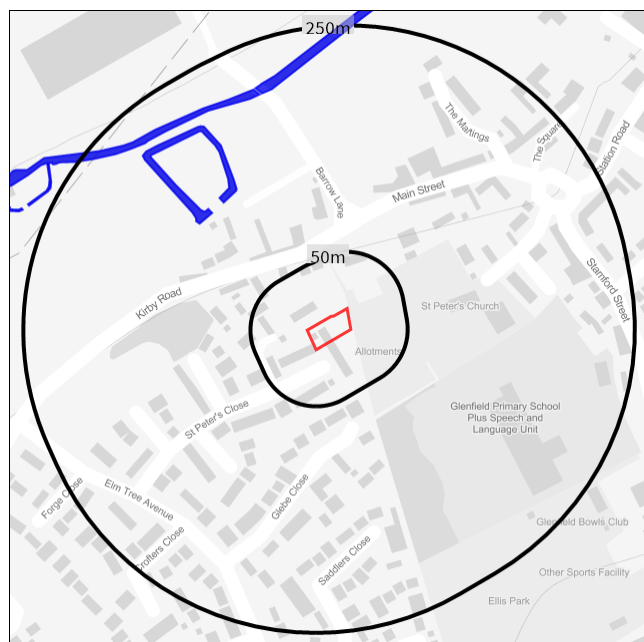 250m
The Maltings
The Square
Station Road
Barrow Lane
Main Street
50m
Stamford Street
Kirby Road
St Peter's Church
Allotments
Glenfield Primary School
Plus Speech and
Language Unit
St Peter's Close
Elm Tree Avenue
Forge Close
Glebe Close
Crofters Close
Saddlers Close
Glenfield Bowls Club
Other Sports Facility
Ellis Park